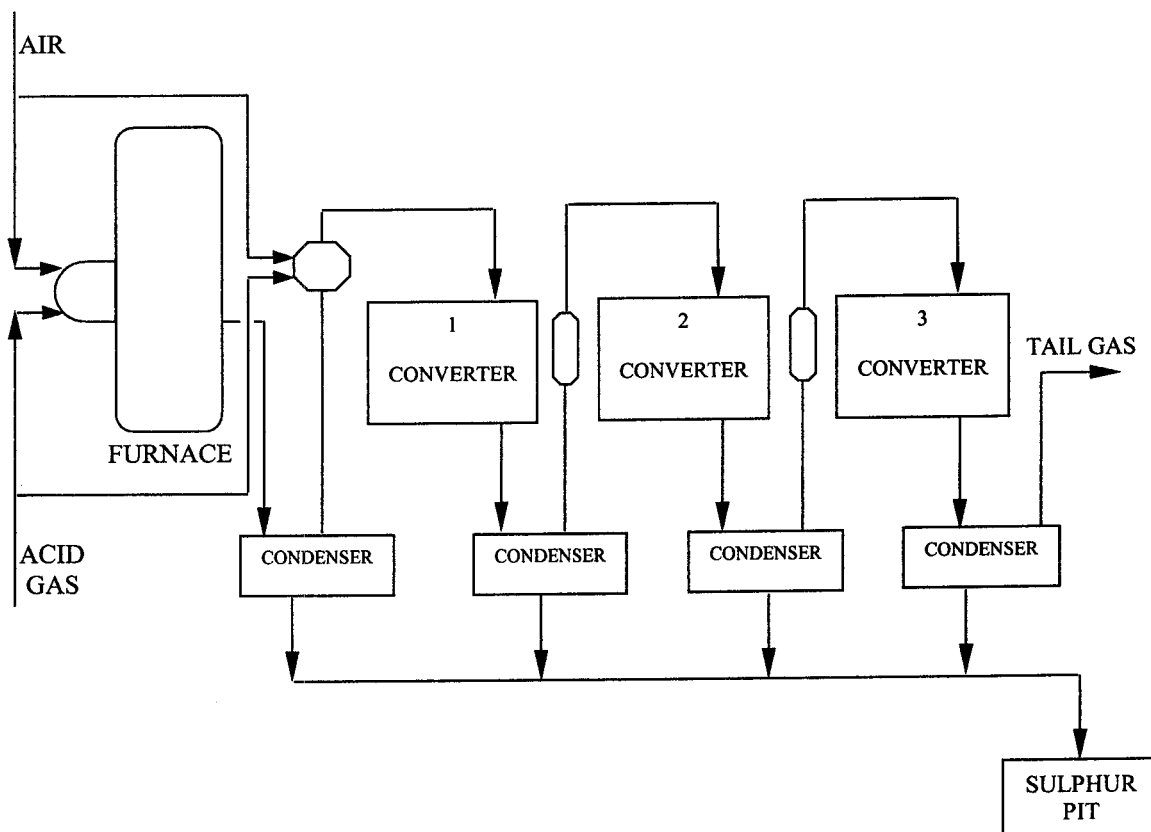 AIR
FURNACE
ACID
GAS
1
CONVERTER
2
CONVERTER
3
CONVERTER
TAIL GAS
CONDENSER
CONDENSER
CONDENSER
CONDENSER
SULPHUR
PIT